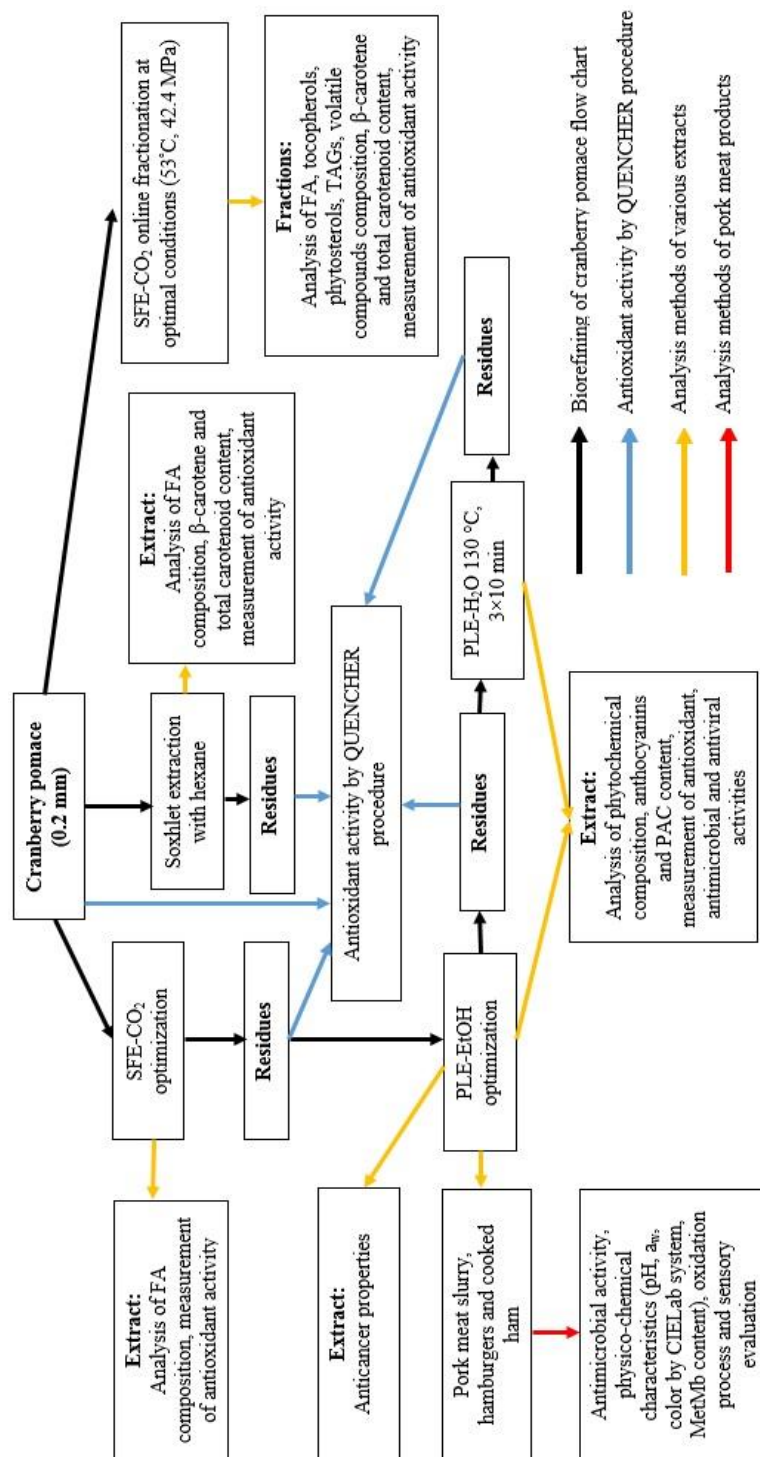 Cranberry pomace
(0.2 mm)
SFE-CO₂
optimization
Soxhlet extraction
with hexane
SFE-CO₂ online fractionation at
optimal conditions (53˚C, 42.4 MPa)
Extract:
Analysis of FA
composition, measurement
of antioxidant activity
Residues
Residues
Extract:
Analysis of FA
composition, β-carotene and
total carotenoid content,
measurement of antioxidant
activity
Fractions:
Analysis of FA, tocopherols,
phytosterols, TAGs, volatile
compounds composition, β-carotene
and total carotenoid content,
measurement of antioxidant activity
Extract:
Anticancer properties
Antioxidant activity by QUENCHER
procedure
Pork meat slurry,
hamburgers and cooked
ham
PLE-EtOH
optimization
Residues
PLE-H₂O 130 °C,
3×10 min
Residues
Antimicrobial activity,
physico-chemical
characteristics (pH, a_w,
color by CIELab system,
MetMb content), oxidation
process and sensory
evaluation
Extract:
Analysis of phytochemical
composition, anthocyanins
and PAC content,
measurement of antioxidant,
antimicrobial and antiviral
activities
Biorefining of cranberry pomace flow chart
Antioxidant activity by QUENCHER procedure
Analysis methods of various extracts
Analysis methods of pork meat products